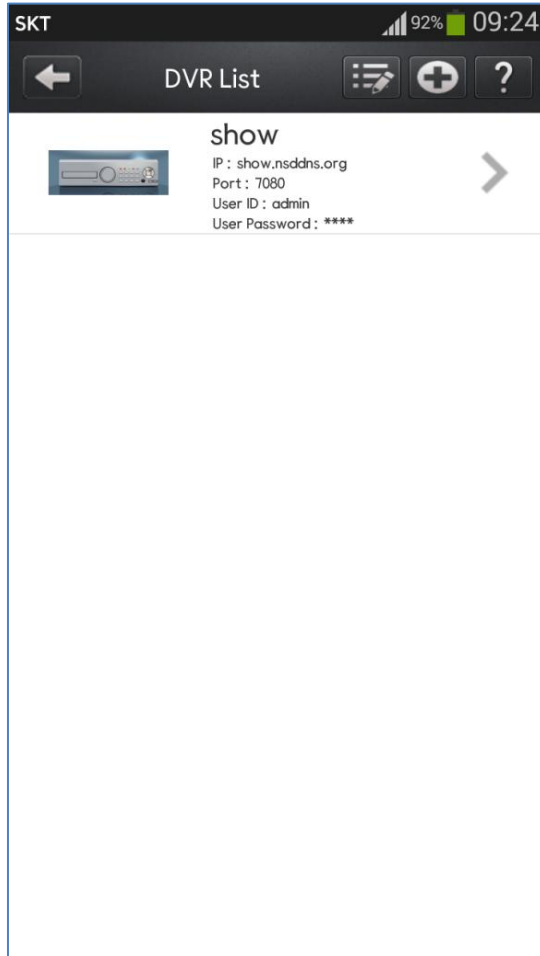 SKT 92% 09:24
DVR List ?
show
IP : show.nsddns.org
Port : 7080
User ID : admin
User Password : ****